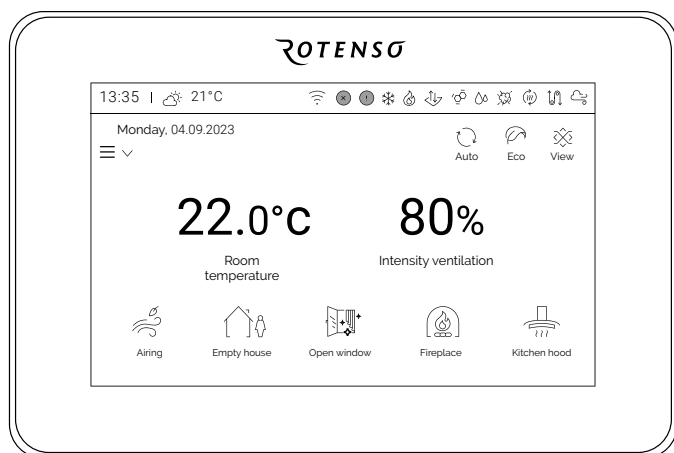 ROTENSO
13:35 | 21°C
Monday, 04.09.2023
Auto Eco View
22.0°C 80%
Room Intensity ventilation
temperature
Airing Empty house Open window Fireplace Kitchen hood